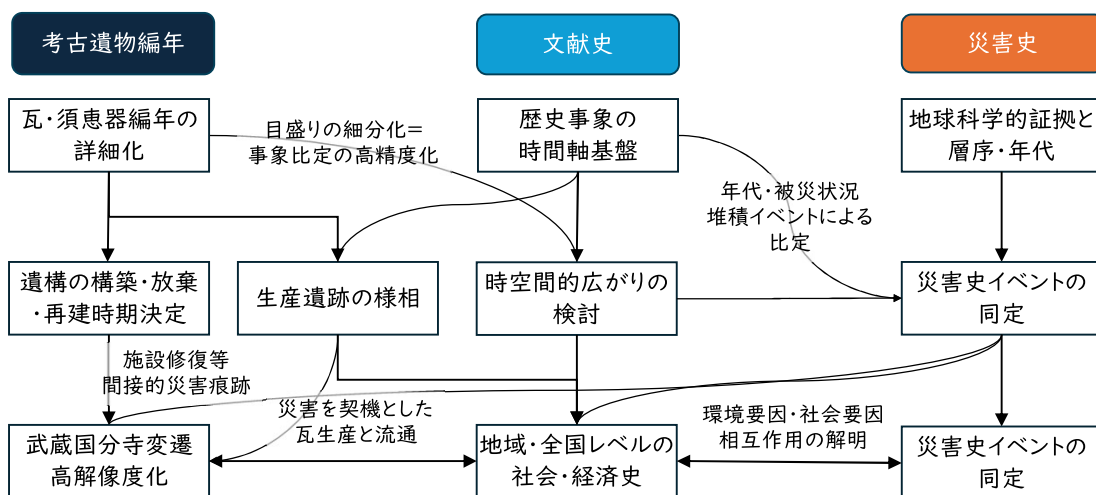 考古遺物編年
文献史
災害史
瓦・須恵器編年の
詳細化
目盛りの細分化＝
事象比定の高精度化
歴史事象の
時間軸基盤
地球科学的証拠と
層序・年代
年代・被災状況
堆積イベントによる
比定
遺構の構築・放棄
・再建時期決定
生産遺跡の様相
時空間的広がりの
検討
災害史イベントの
同定
施設修復等
間接的災害痕跡
災害を契機とした
瓦生産と流通
環境要因・社会要因
相互作用の解明
武蔵国分寺変遷
高解像度化
地域・全国レベルの
社会・経済史
災害史イベントの
同定